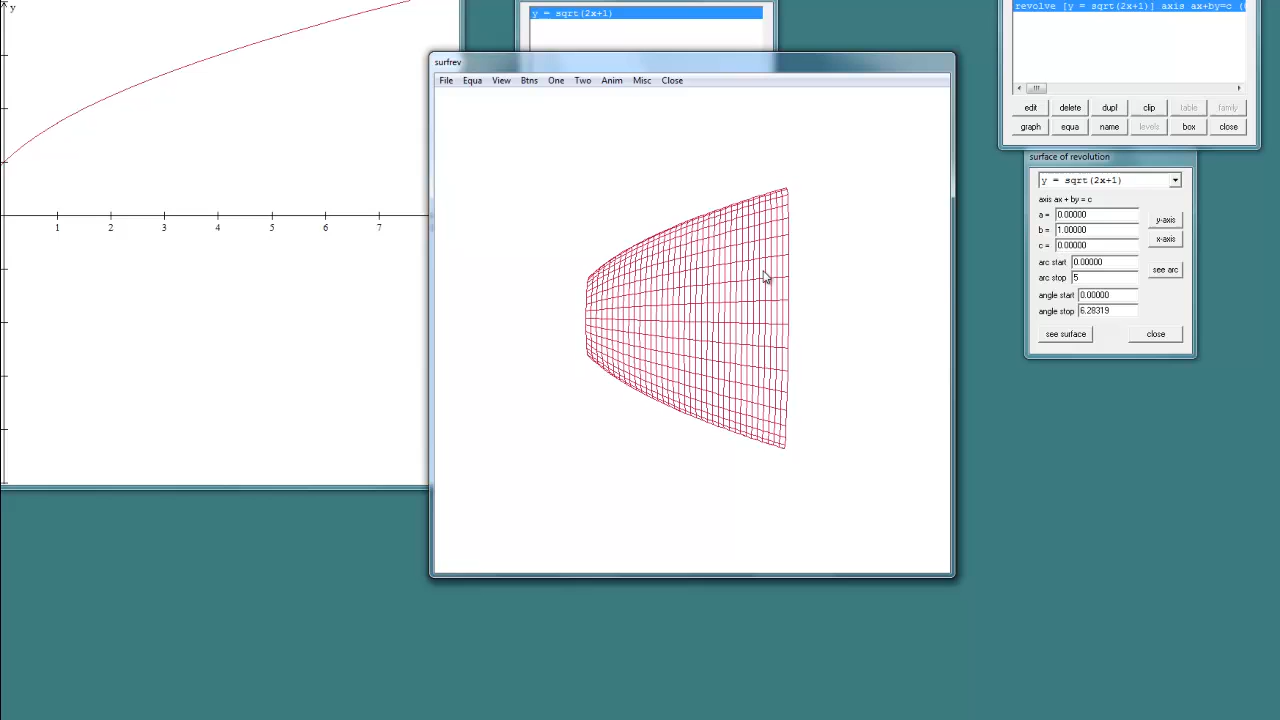 y
1 2 3 4 5 6 7
y = sqrt(2x+1)
surfrev
File Equa View Btns One Two Anim Misc Close
revolve [y = sqrt(2x+1)] axis ax+by=c
edit delete dupl clip table family
graph equa name levels box close
surface of revolution
y = sqrt(2x+1)
axis ax + by = c
a = 0.00000
y-axis
b = 1.00000
x-axis
c = 0.00000
arc start 0.00000
see arc
arc stop 5
angle start 0.00000
angle stop 6.28319
see surface close